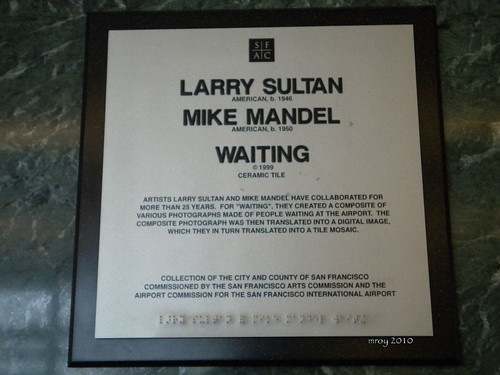 S F
A C
LARRY SULTAN
AMERICAN, b. 1946
MIKE MANDEL
AMERICAN, b. 1950
WAITING
© 1999
CERAMIC TILE
ARTISTS LARRY SULTAN AND MIKE MANDEL HAVE COLLABORATED FOR
MORE THAN 25 YEARS. FOR "WAITING", THEY CREATED A COMPOSITE OF
VARIOUS PHOTOGRAPHS MADE OF PEOPLE WAITING AT THE AIRPORT. THE
COMPOSITE PHOTOGRAPH WAS THEN TRANSLATED INTO A DIGITAL IMAGE,
WHICH THEY IN TURN TRANSLATED INTO A TILE MOSAIC.
COLLECTION OF THE CITY AND COUNTY OF SAN FRANCISCO
COMMISSIONED BY THE SAN FRANCISCO ARTS COMMISSION AND THE
AIRPORT COMMISSION FOR THE SAN FRANCISCO INTERNATIONAL AIRPORT
mroy 2010